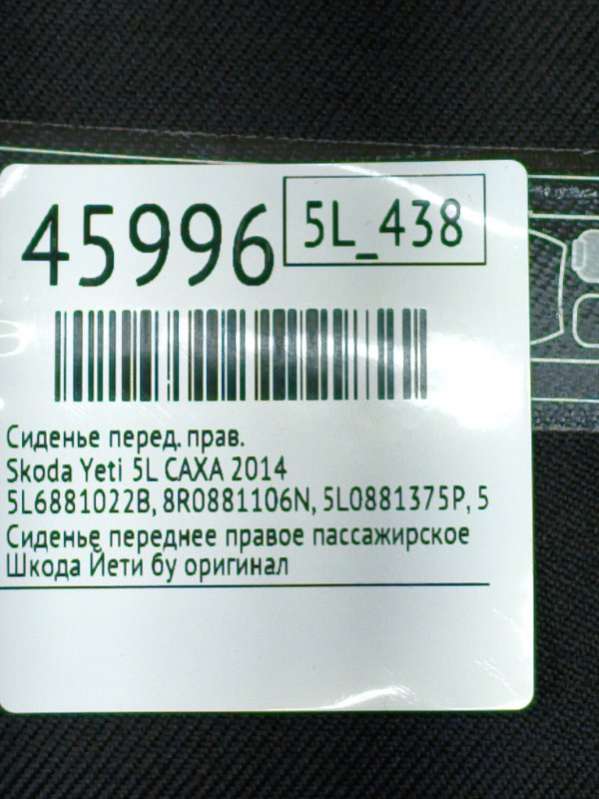 45996
5L_438
Сиденье перед. прав.
Skoda Yeti 5L CAXA 2014
5L6881022B, 8R0881106N, 5L0881375P, 5
Сиденье переднее правое пассажирское
Шкода Йети бу оригинал